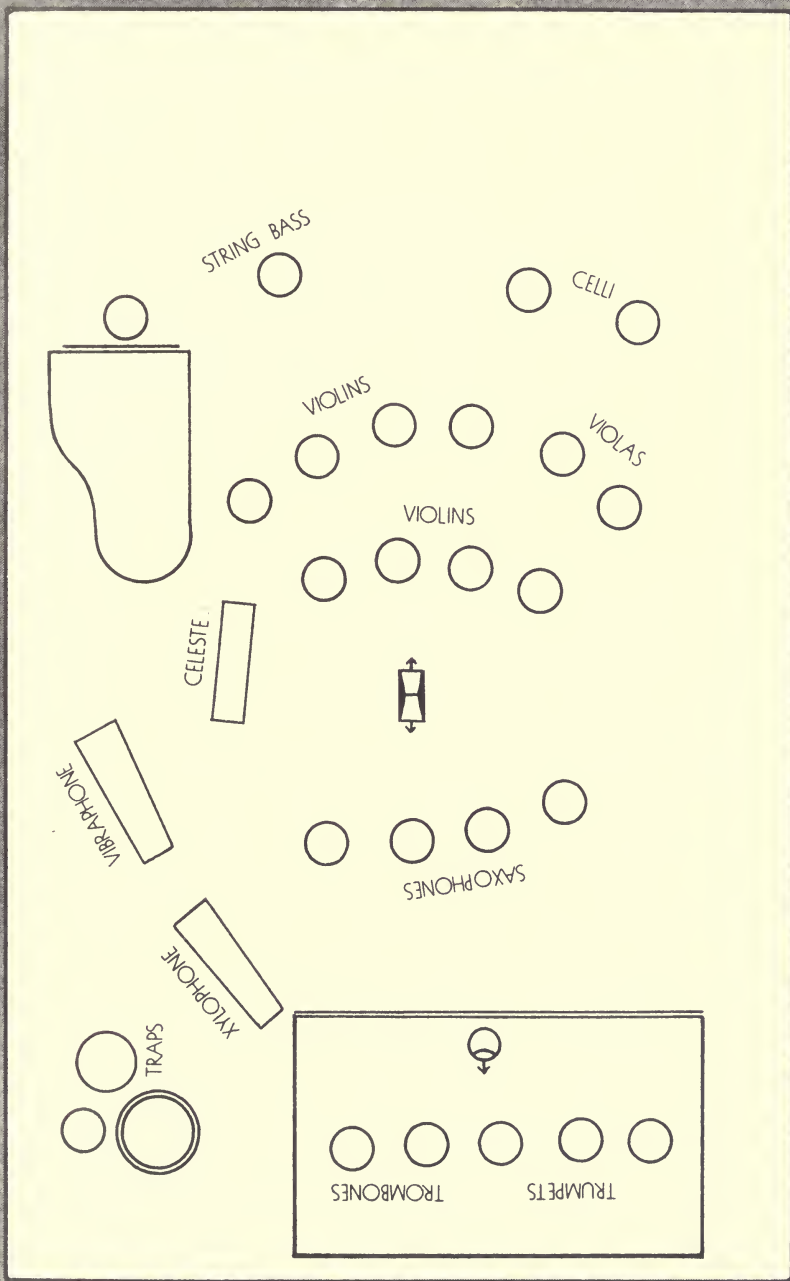 STRING BASS
CELLI
VIOLINS
VIOLAS
VIOLINS
CELESTE
VIBRAPHONE
SAXOPHONES
XYLOPHONE
TRAPS
TROMBONES
TRUMPETS